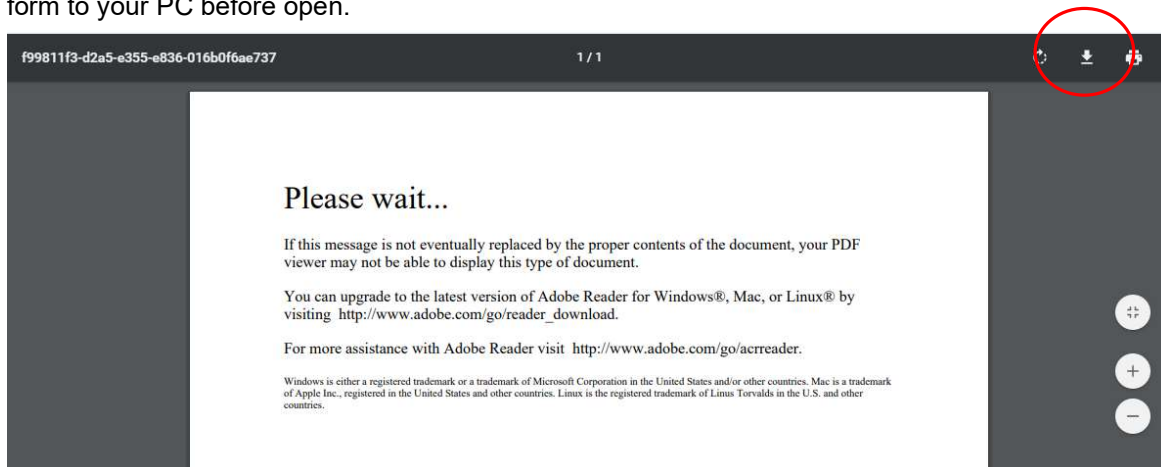 form to your PC before open.
f99811f3-d2a5-e355-e836-016b0f6ae737
1 / 1
Please wait...
If this message is not eventually replaced by the proper contents of the document, your PDF
viewer may not be able to display this type of document.
You can upgrade to the latest version of Adobe Reader for Windows®, Mac, or Linux® by
visiting http://www.adobe.com/go/reader_download.
For more assistance with Adobe Reader visit http://www.adobe.com/go/acrreader.
Windows is either a registered trademark or a trademark of Microsoft Corporation in the United States and/or other countries. Mac is a trademark
of Apple Inc., registered in the United States and other countries. Linux is the registered trademark of Linus Torvalds in the U.S. and other
countries.